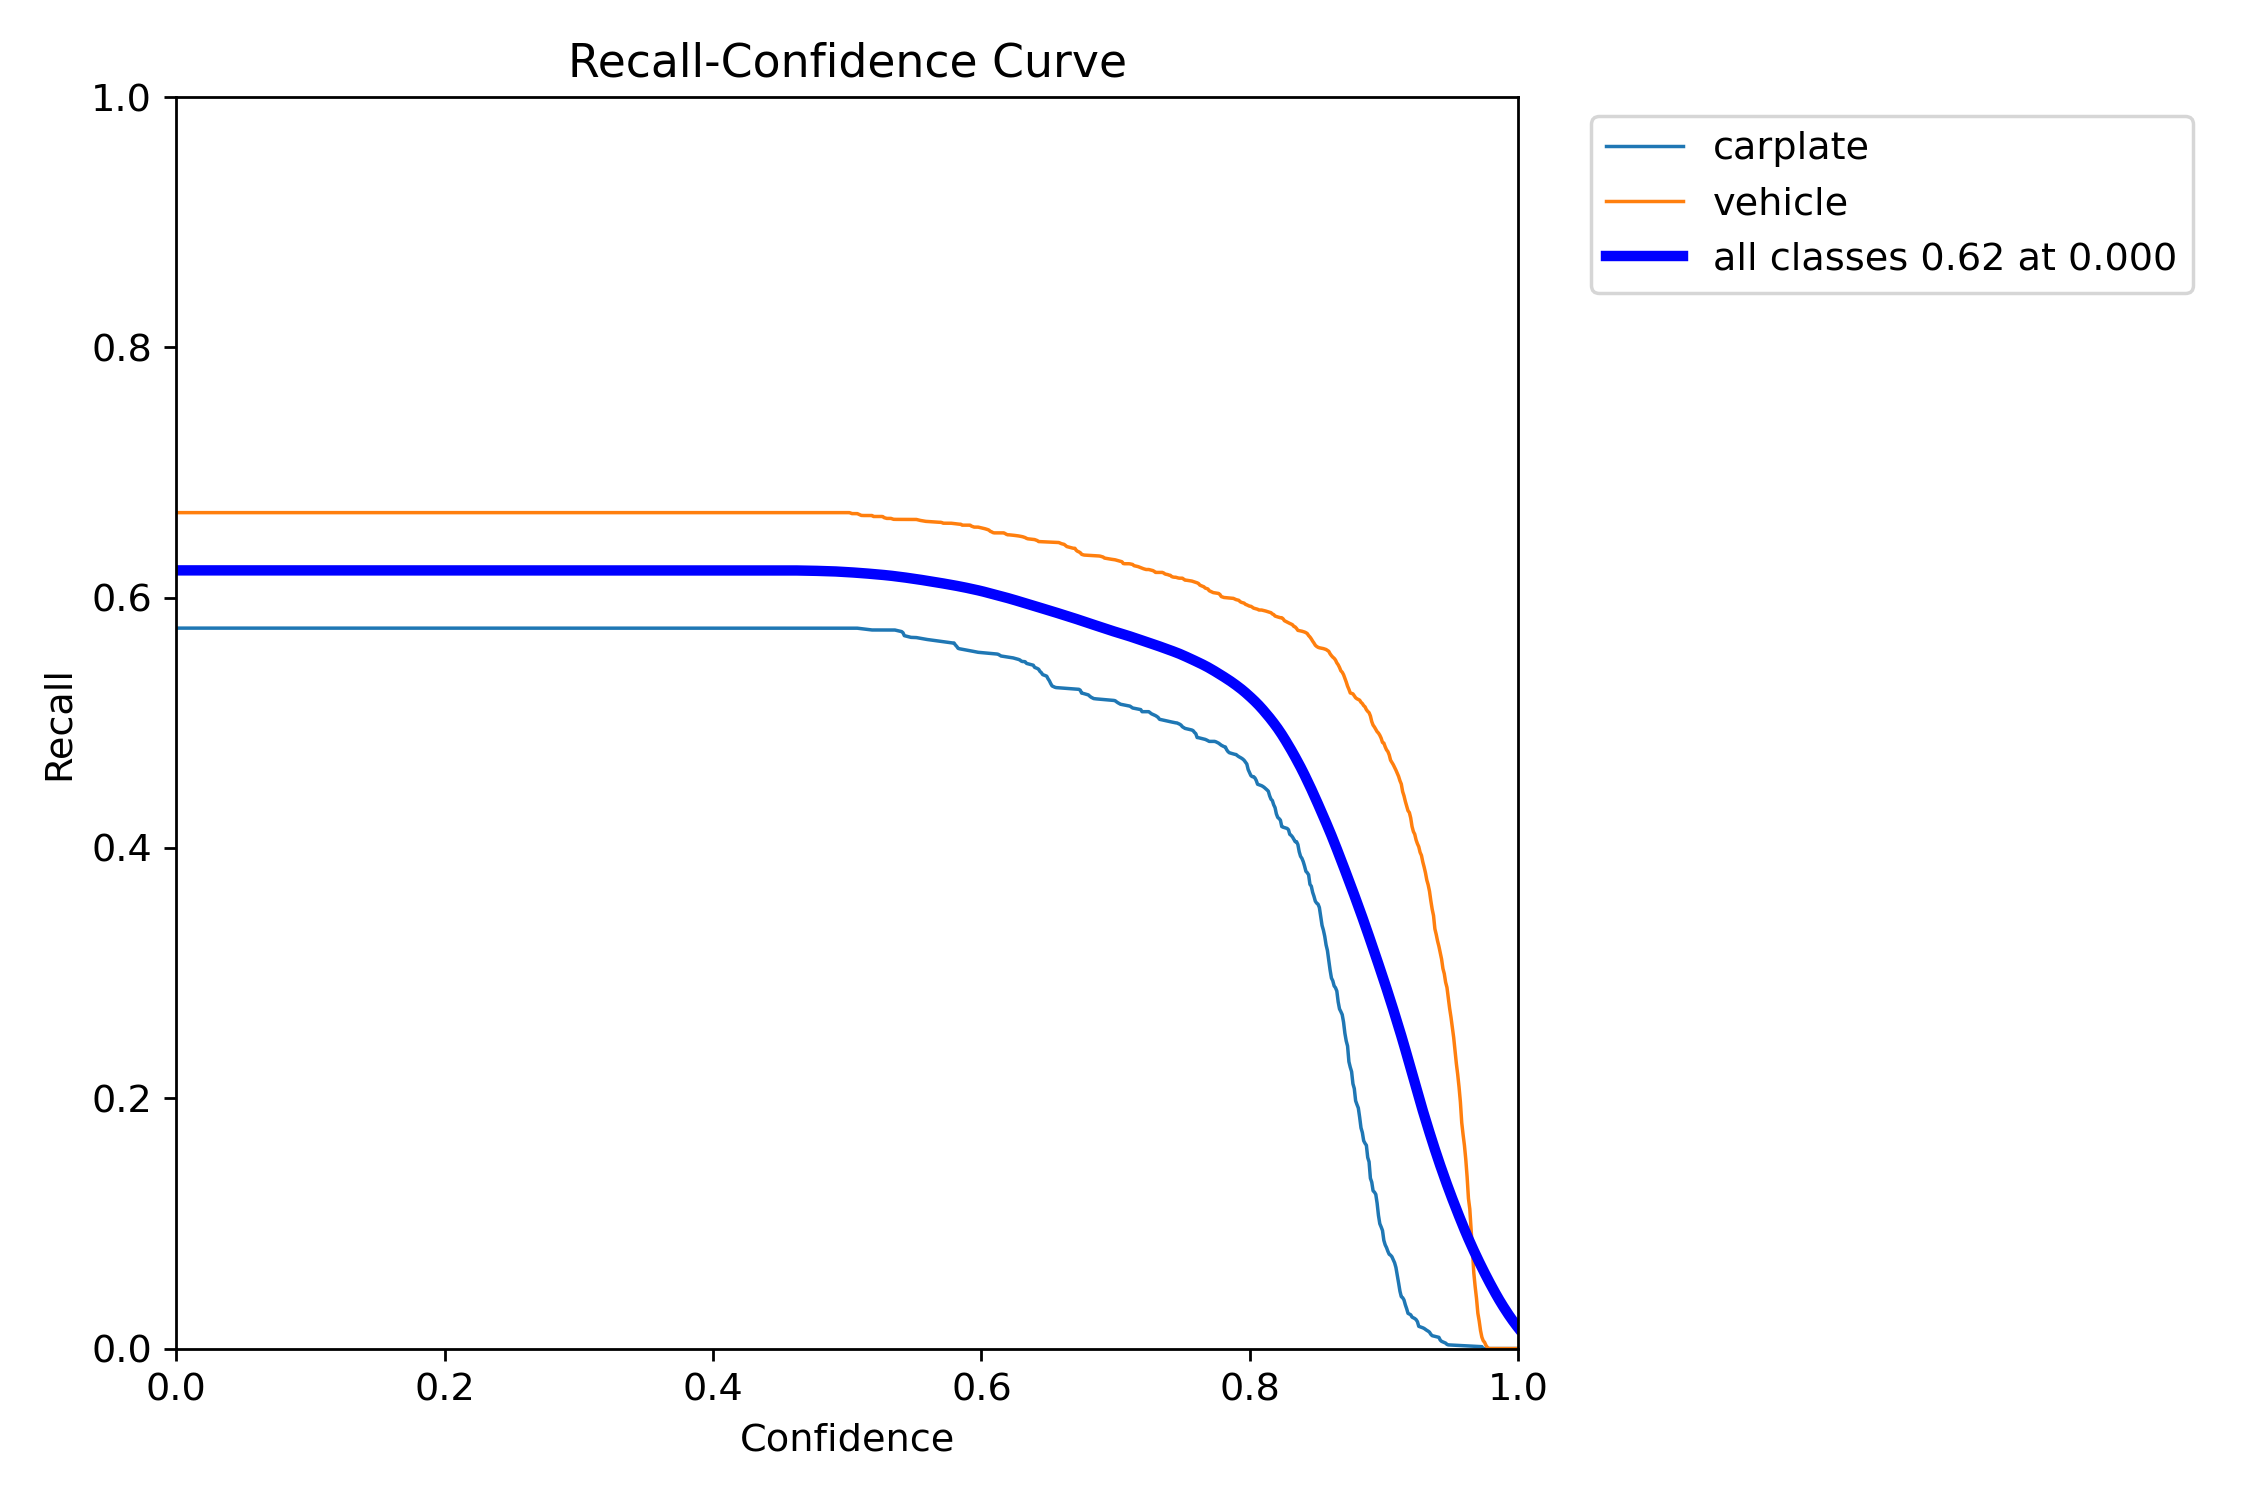 Recall-Confidence Curve
1.0
0.8
0.6
0.4
0.2
0.0
Recall
0.0 0.2 0.4 0.6 0.8 1.0
Confidence
carplate
vehicle
all classes 0.62 at 0.000